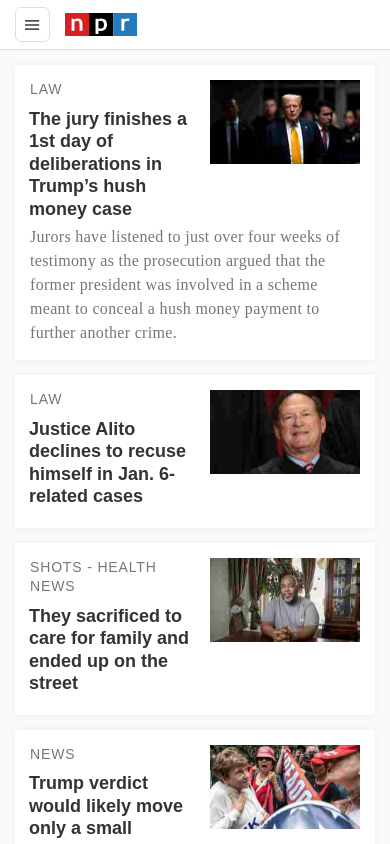 npr
LAW
The jury finishes a
1st day of
deliberations in
Trump’s hush
money case
Jurors have listened to just over four weeks of
testimony as the prosecution argued that the
former president was involved in a scheme
meant to conceal a hush money payment to
further another crime.
LAW
Justice Alito
declines to recuse
himself in Jan. 6-
related cases
SHOTS - HEALTH
NEWS
They sacrificed to
care for family and
ended up on the
street
NEWS
Trump verdict
would likely move
only a small